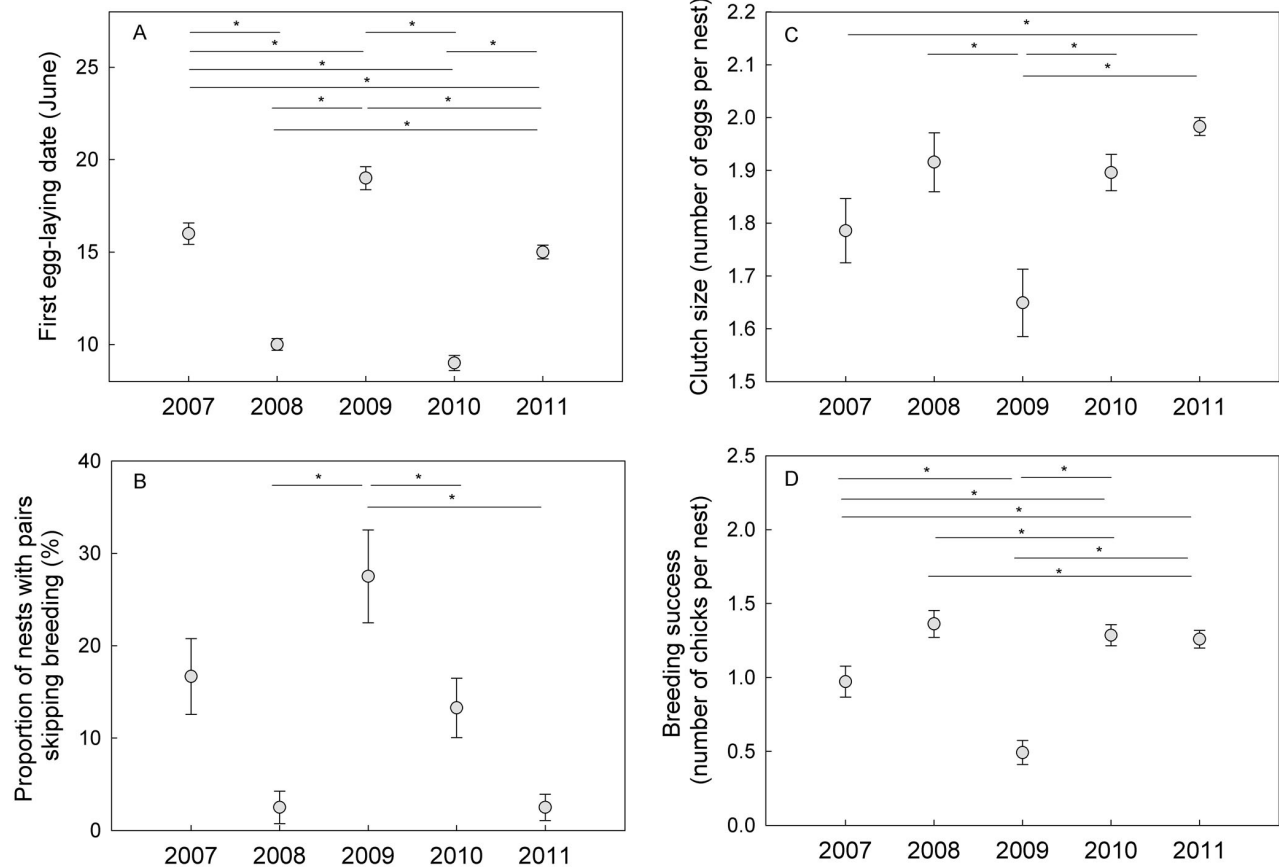 A
* *
* *
*
*
* *
*
First egg-laying date (June)
25
20
15
10
2007 2008 2009 2010 2011
C
*
* *
*
Clutch size (number of eggs per nest)
2.2
2.1
2.0
1.9
1.8
1.7
1.6
1.5
2007 2008 2009 2010 2011
B
* *
*
Proportion of nests with pairs
skipping breeding (%)
40
30
20
10
0
2007 2008 2009 2010 2011
D
* *
*
*
*
*
*
Breeding success
(number of chicks per nest)
2.5
2.0
1.5
1.0
0.5
0.0
2007 2008 2009 2010 2011